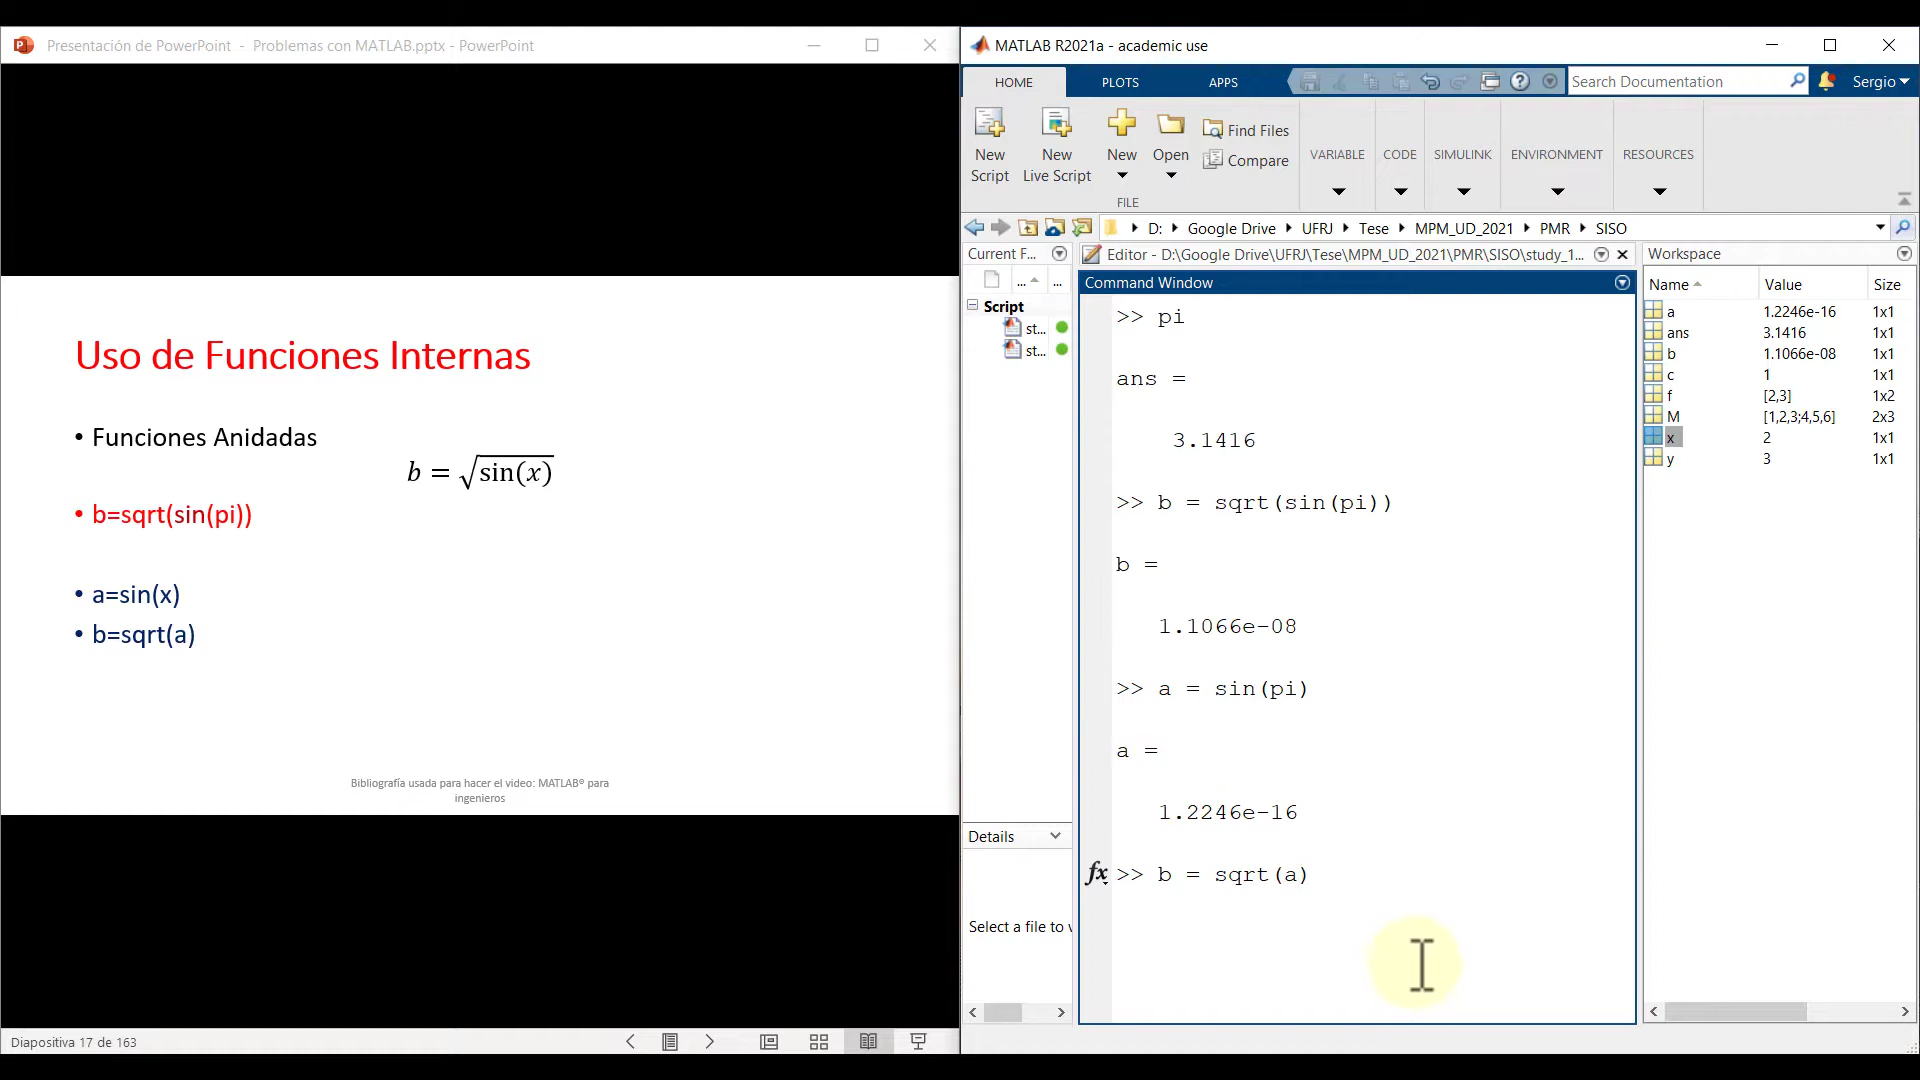 Presentación de PowerPoint - Problemas con MATLAB.pptx - PowerPoint
Uso de Funciones Internas
• Funciones Anidadas
b = √sin(x)
• b=sqrt(sin(pi))
• a=sin(x)
• b=sqrt(a)
Bibliografía usada para hacer el video: MATLAB® para
ingenieros
Diapositiva 17 de 163
MATLAB R2021a - academic use
HOME PLOTS APPS
Search Documentation
Sergio
New Script
New Live Script
New
Open
Find Files
Compare
FILE
VARIABLE
CODE
SIMULINK
ENVIRONMENT
RESOURCES
D: Google Drive UFRJ Tese MPM_UD_2021 PMR SISO
Current F...
... ...
Script
st...
st...
Details
Select a file to v
Editor - D:\Google Drive\UFRJ\Tese\MPM_UD_2021\PMR\SISO\study_1...
Command Window
>> pi
ans =
3.1416
>> b = sqrt(sin(pi))
b =
1.1066e-08
>> a = sin(pi)
a =
1.2246e-16
fx >> b = sqrt(a)
Workspace
Name Value Size
a 1.2246e-16 1x1
ans 3.1416 1x1
b 1.1066e-08 1x1
c 1 1x1
f [2,3] 1x2
M [1,2,3;4,5,6] 2x3
x 2 1x1
y 3 1x1